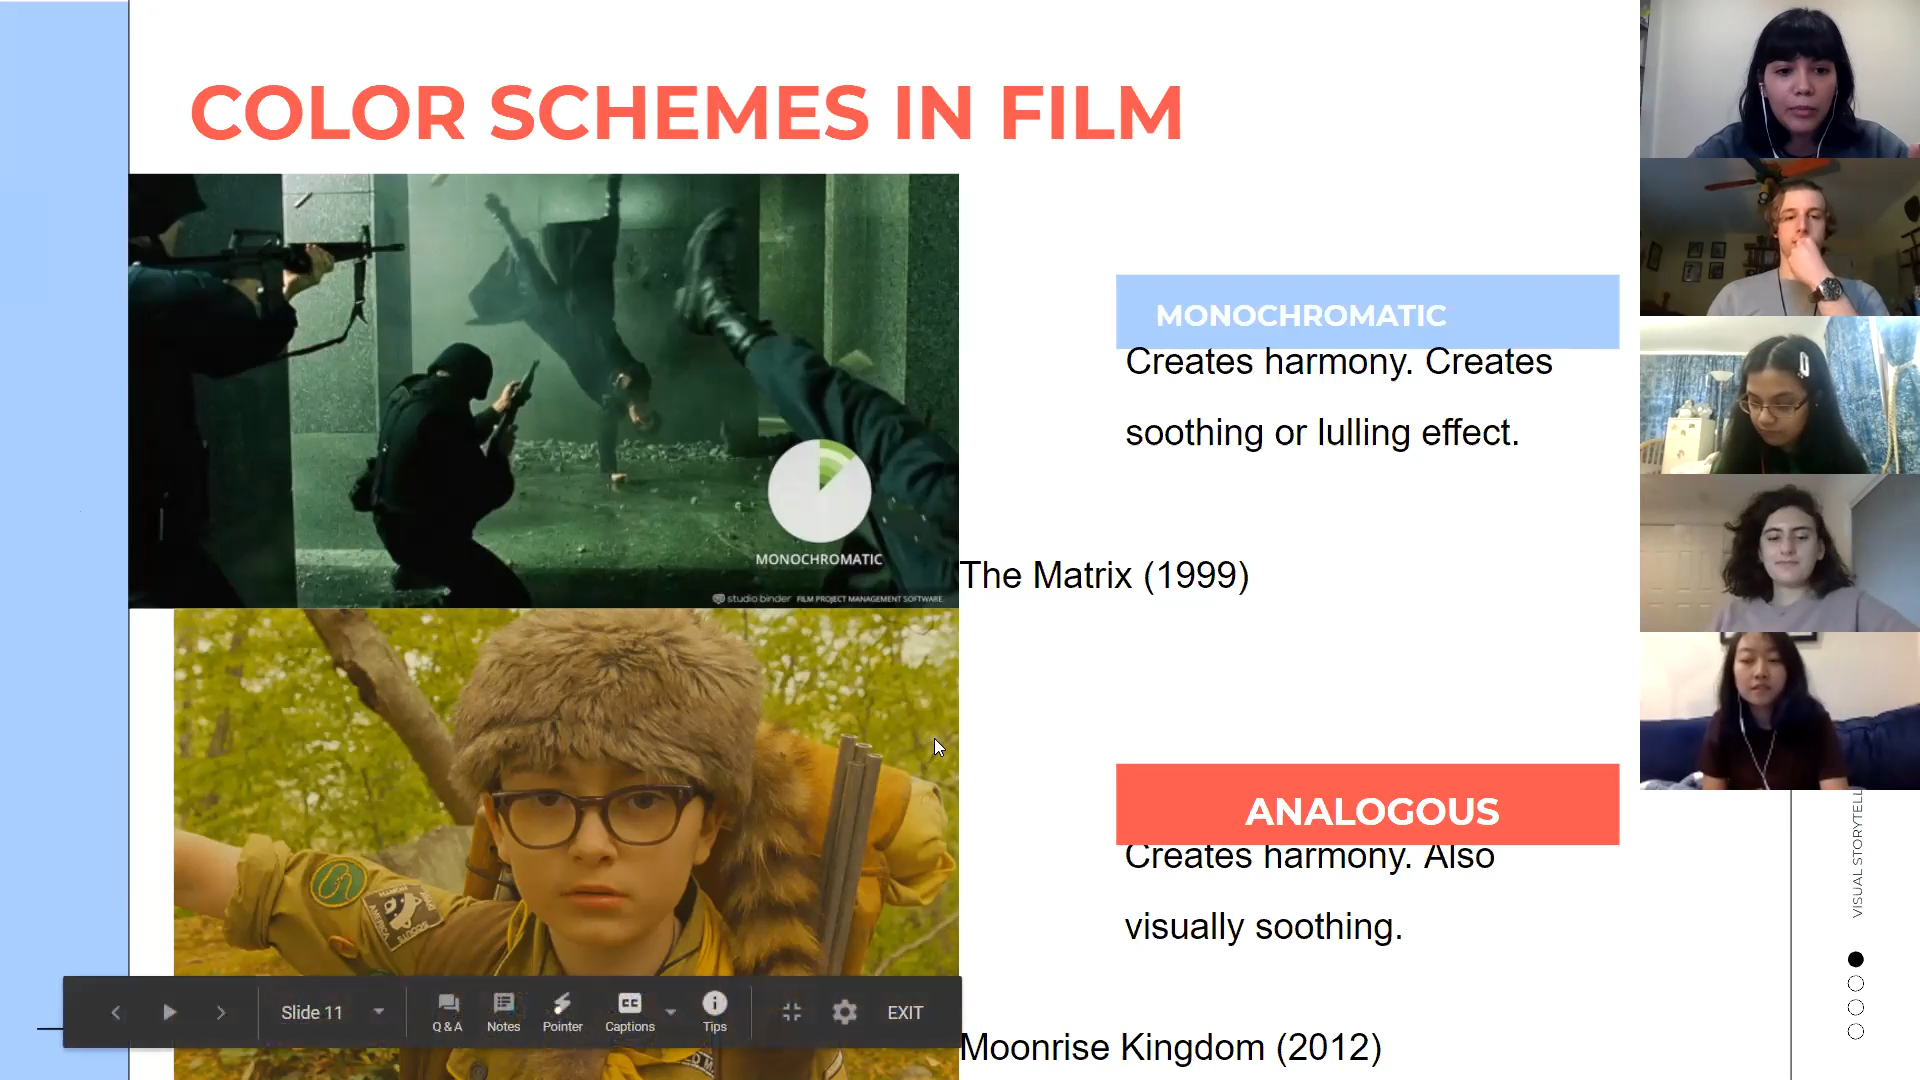 COLOR SCHEMES IN FILM
MONOCHROMATIC
Creates harmony. Creates
soothing or lulling effect.
MONOCHROMATIC
studio binder FILM PROJECT MANAGEMENT SOFTWARE.
The Matrix (1999)
ANALOGOUS
Creates harmony. Also
visually soothing.
VISUAL STORYTELL
Slide 11
Q & A
Notes
Pointer
CC
Captions
Tips
EXIT
Moonrise Kingdom (2012)